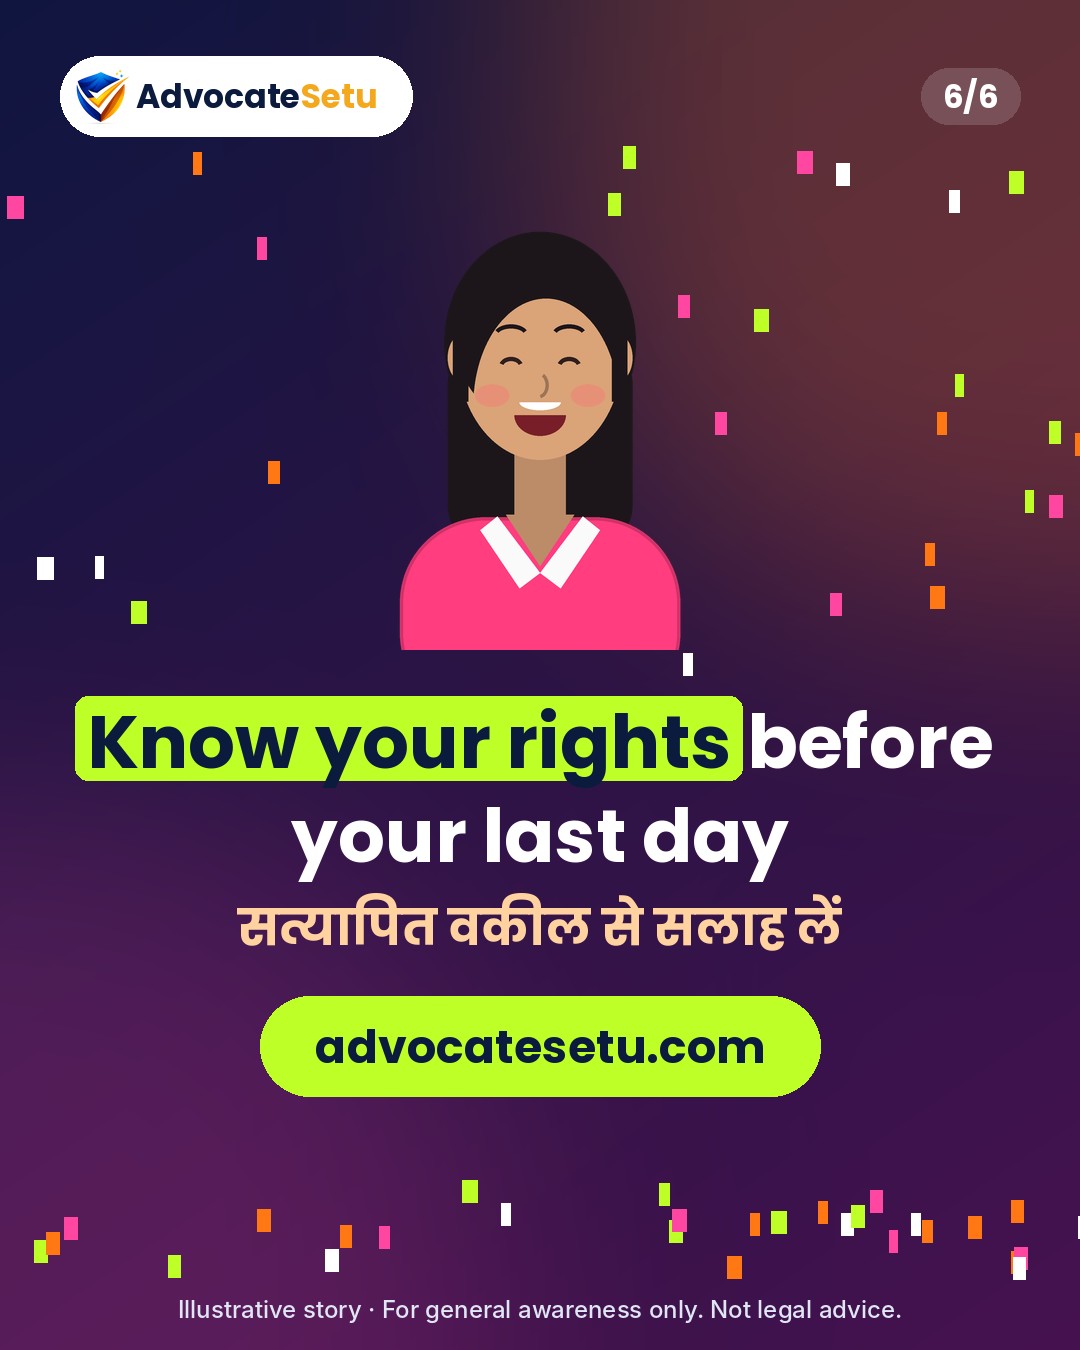 AdvocateSetu
6/6
Know your rights before
your last day
सत्यापित वकील से सलाह लें
advocatesetu.com
Illustrative story · For general awareness only. Not legal advice.